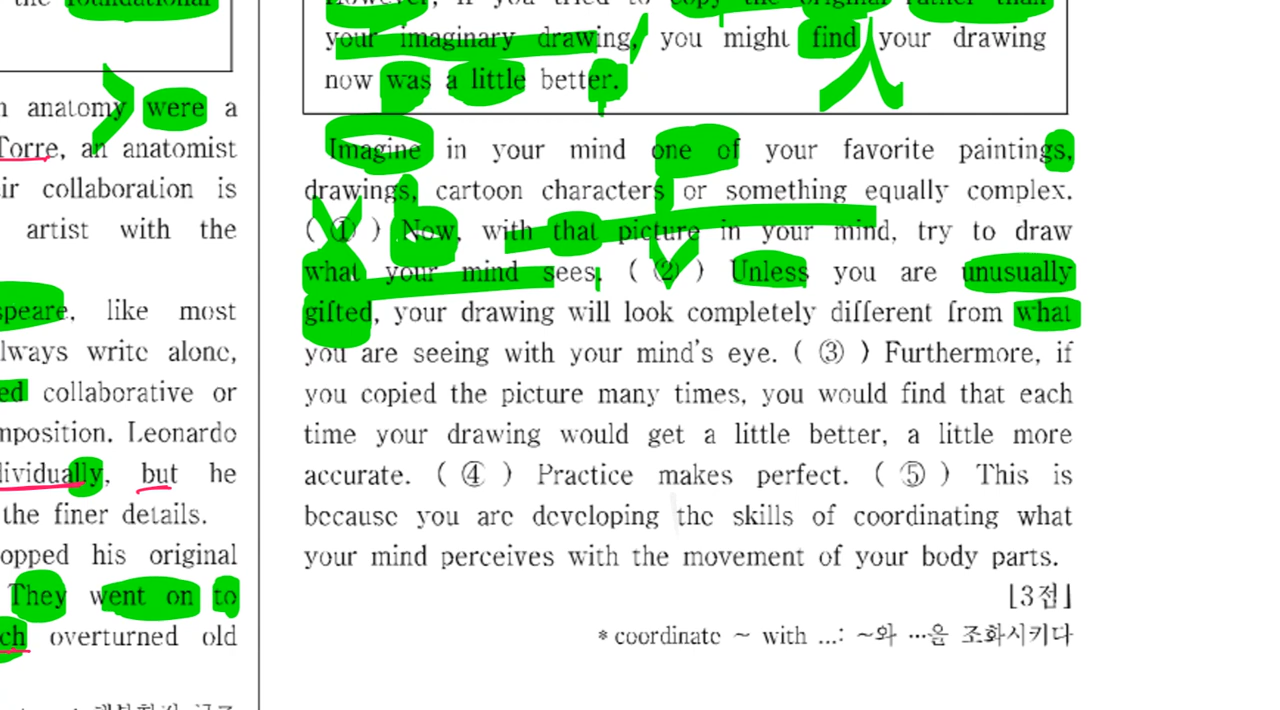 the foundational
n anatomy were a
Torre, an anatomist
ir collaboration is
artist with the
speare, like most
lways write alone,
ed collaborative or
mposition. Leonardo
dividually, but he
the finer details.
opped his original
They went on to
ch overturned old
However, if you tried to copy the original rather than
your imaginary drawing, you might find your drawing
now was a little better.
Imagine in your mind one of your favorite paintings,
drawings, cartoon characters or something equally complex.
( ① ) Now, with that picture in your mind, try to draw
what your mind sees. ( ② ) Unless you are unusually
gifted, your drawing will look completely different from what
you are seeing with your mind's eye. ( ③ ) Furthermore, if
you copied the picture many times, you would find that each
time your drawing would get a little better, a little more
accurate. ( ④ ) Practice makes perfect. ( ⑤ ) This is
because you are developing the skills of coordinating what
your mind perceives with the movement of your body parts.
[3점]
* coordinate ~ with ...: ~와 …을 조화시키다